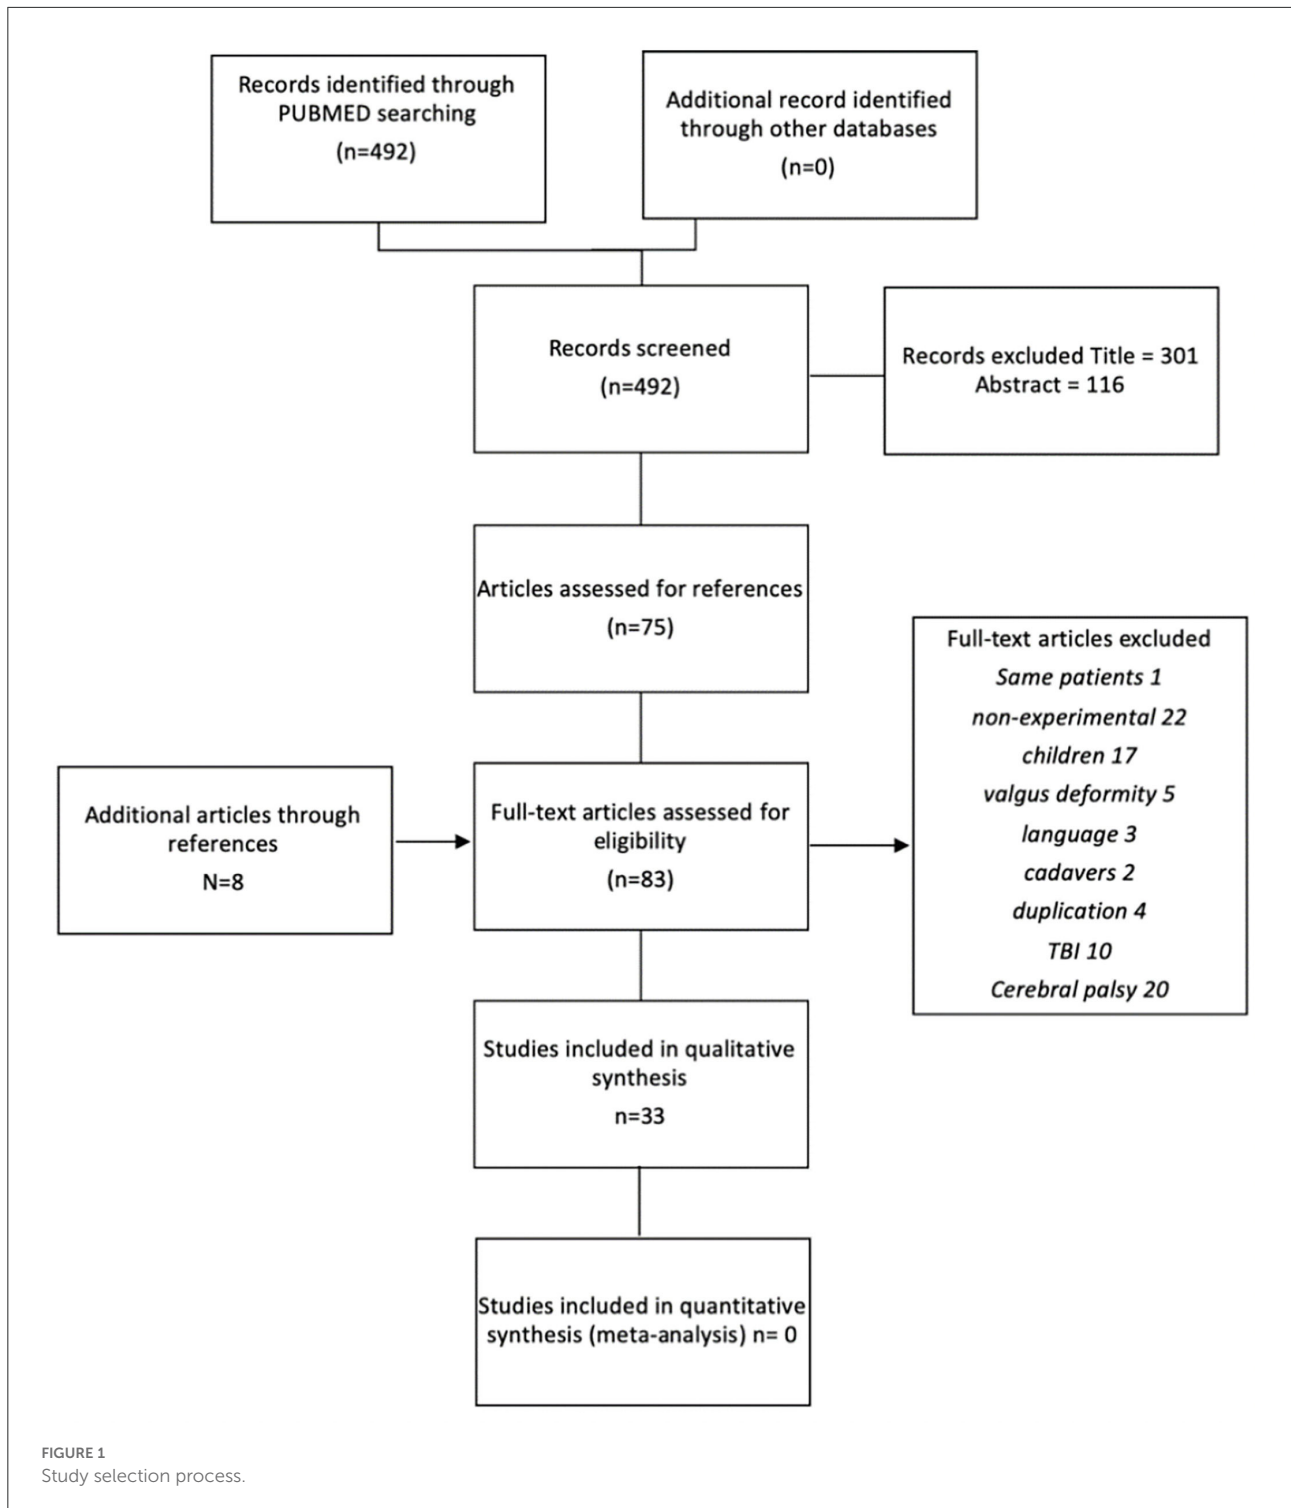 Records identified through
PUBMED searching
(n=492)
Additional record identified
through other databases
(n=0)
Records screened
(n=492)
Records excluded Title = 301
Abstract = 116
Articles assessed for references
(n=75)
Additional articles through
references
N=8
Full-text articles assessed for
eligibility
(n=83)
Full-text articles excluded
Same patients 1
non-experimental 22
children 17
valgus deformity 5
language 3
cadavers 2
duplication 4
TBI 10
Cerebral palsy 20
Studies included in qualitative
synthesis
n=33
Studies included in quantitative
synthesis (meta-analysis) n= 0
FIGURE 1
Study selection process.